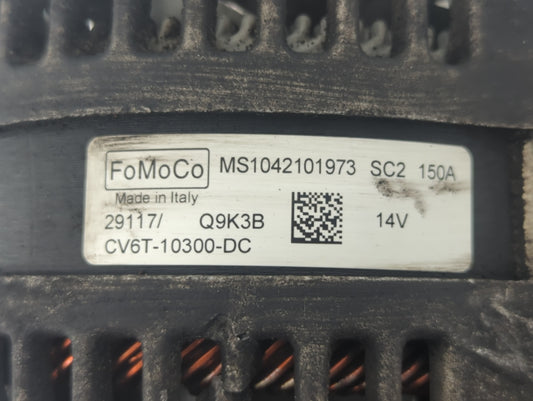 FoMoCo MS1042101973 SC2 150A
Made in Italy
29117/ Q9K3B 14V
CV6T-10300-DC